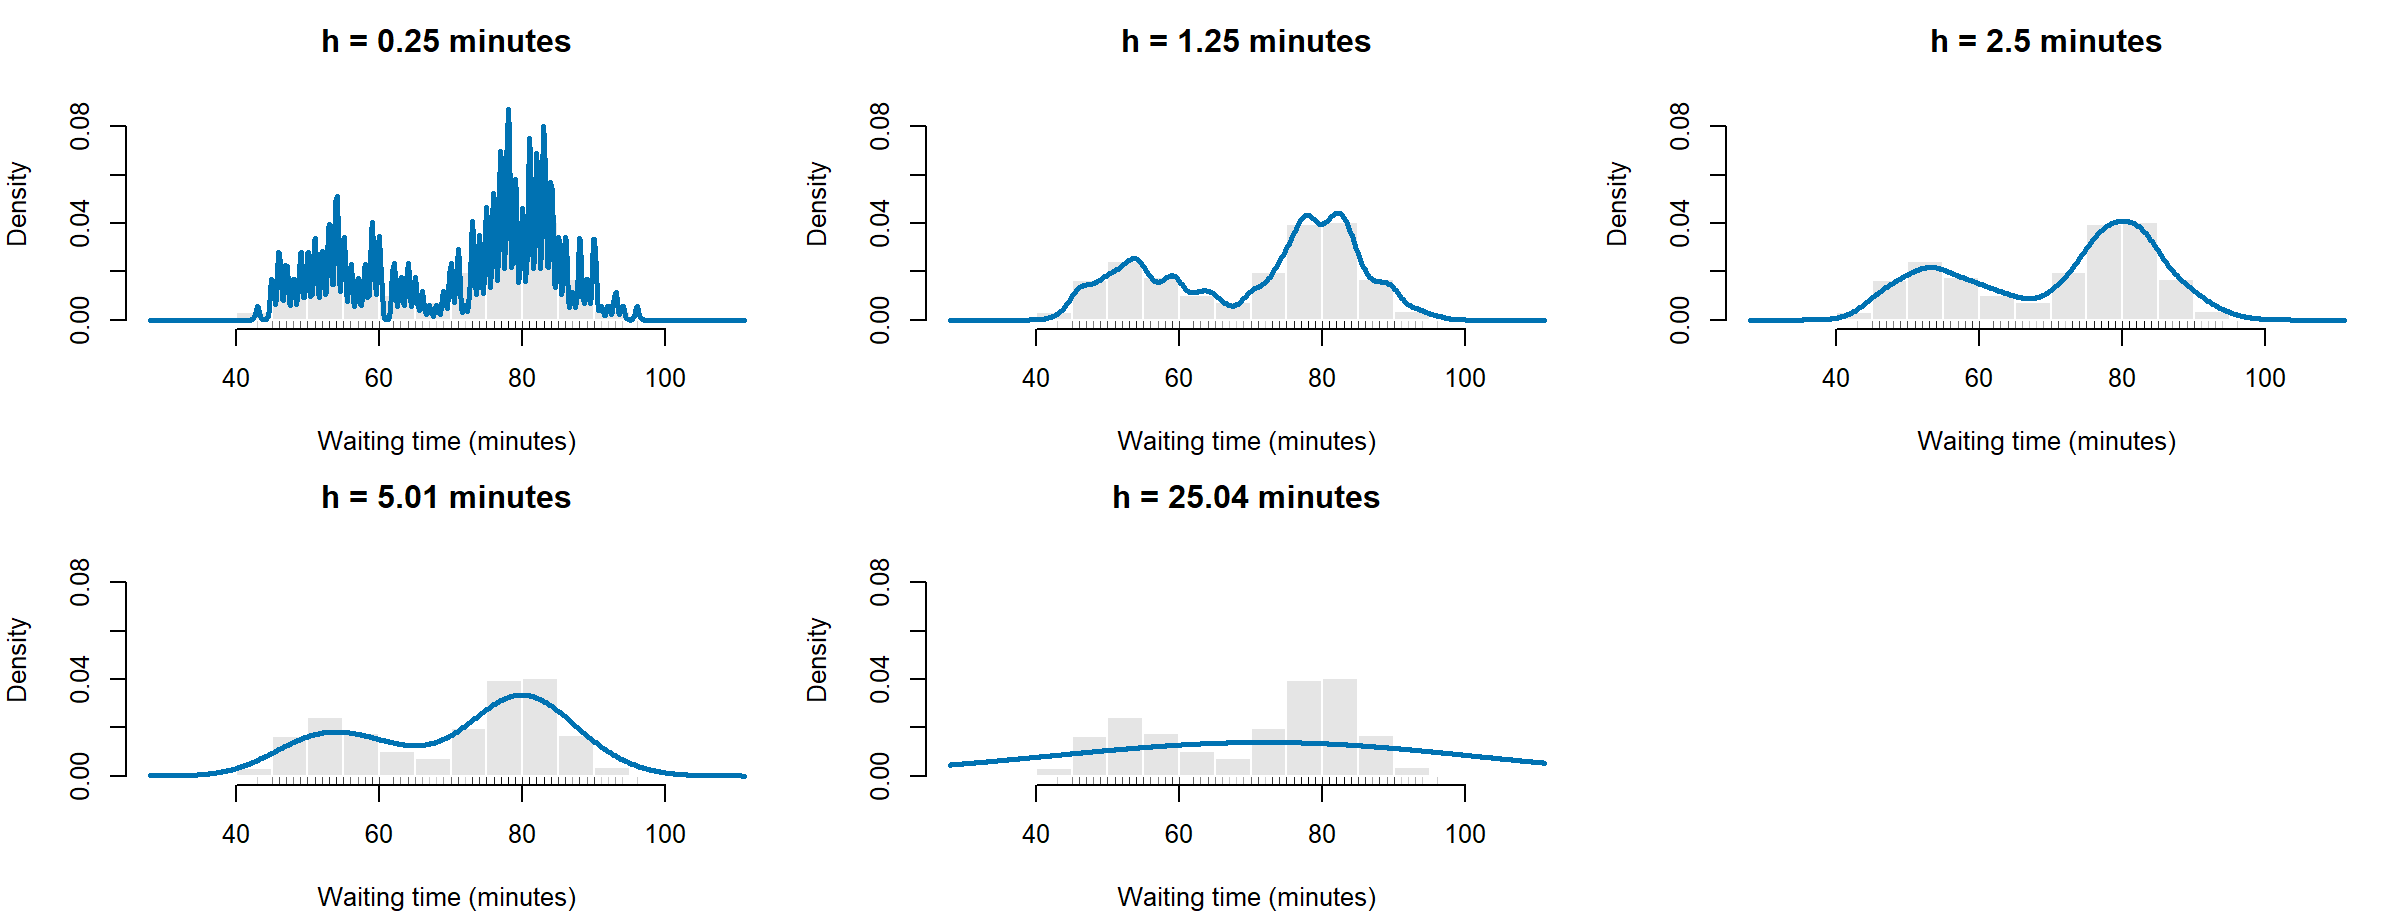 h = 0.25 minutes
Density
0.00 0.04 0.08
40 60 80 100
Waiting time (minutes)
h = 1.25 minutes
Density
0.00 0.04 0.08
40 60 80 100
Waiting time (minutes)
h = 2.5 minutes
Density
0.00 0.04 0.08
40 60 80 100
Waiting time (minutes)
h = 5.01 minutes
Density
0.00 0.04 0.08
40 60 80 100
Waiting time (minutes)
h = 25.04 minutes
Density
0.00 0.04 0.08
40 60 80 100
Waiting time (minutes)